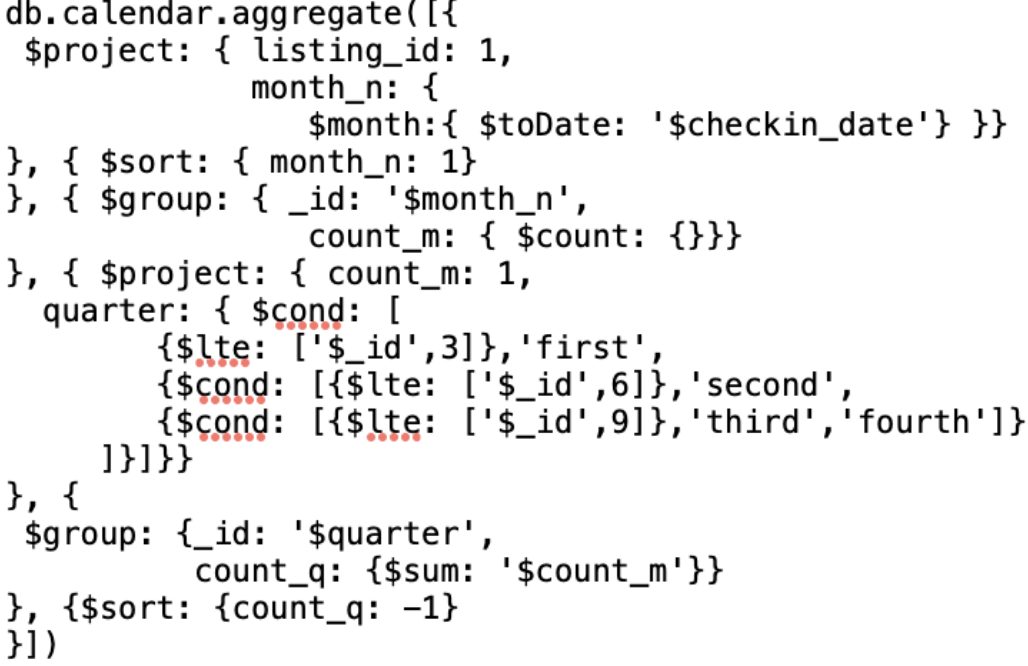 db.calendar.aggregate([{
$project: { listing_id: 1,
month_n: {
$month:{ $toDate: '$checkin_date'} }}
}, { $sort: { month_n: 1}
}, { $group: { _id: '$month_n',
count_m: { $count: {}}}
}, { $project: { count_m: 1,
quarter: { $cond: [
{$lte: ['$_id',3]},'first',
{$cond: [{$lte: ['$_id',6]},'second',
{$cond: [{$lte: ['$_id',9]},'third','fourth']}
]}]}}
}, {
$group: {_id: '$quarter',
count_q: {$sum: '$count_m'}}
}, {$sort: {count_q: -1}
}])